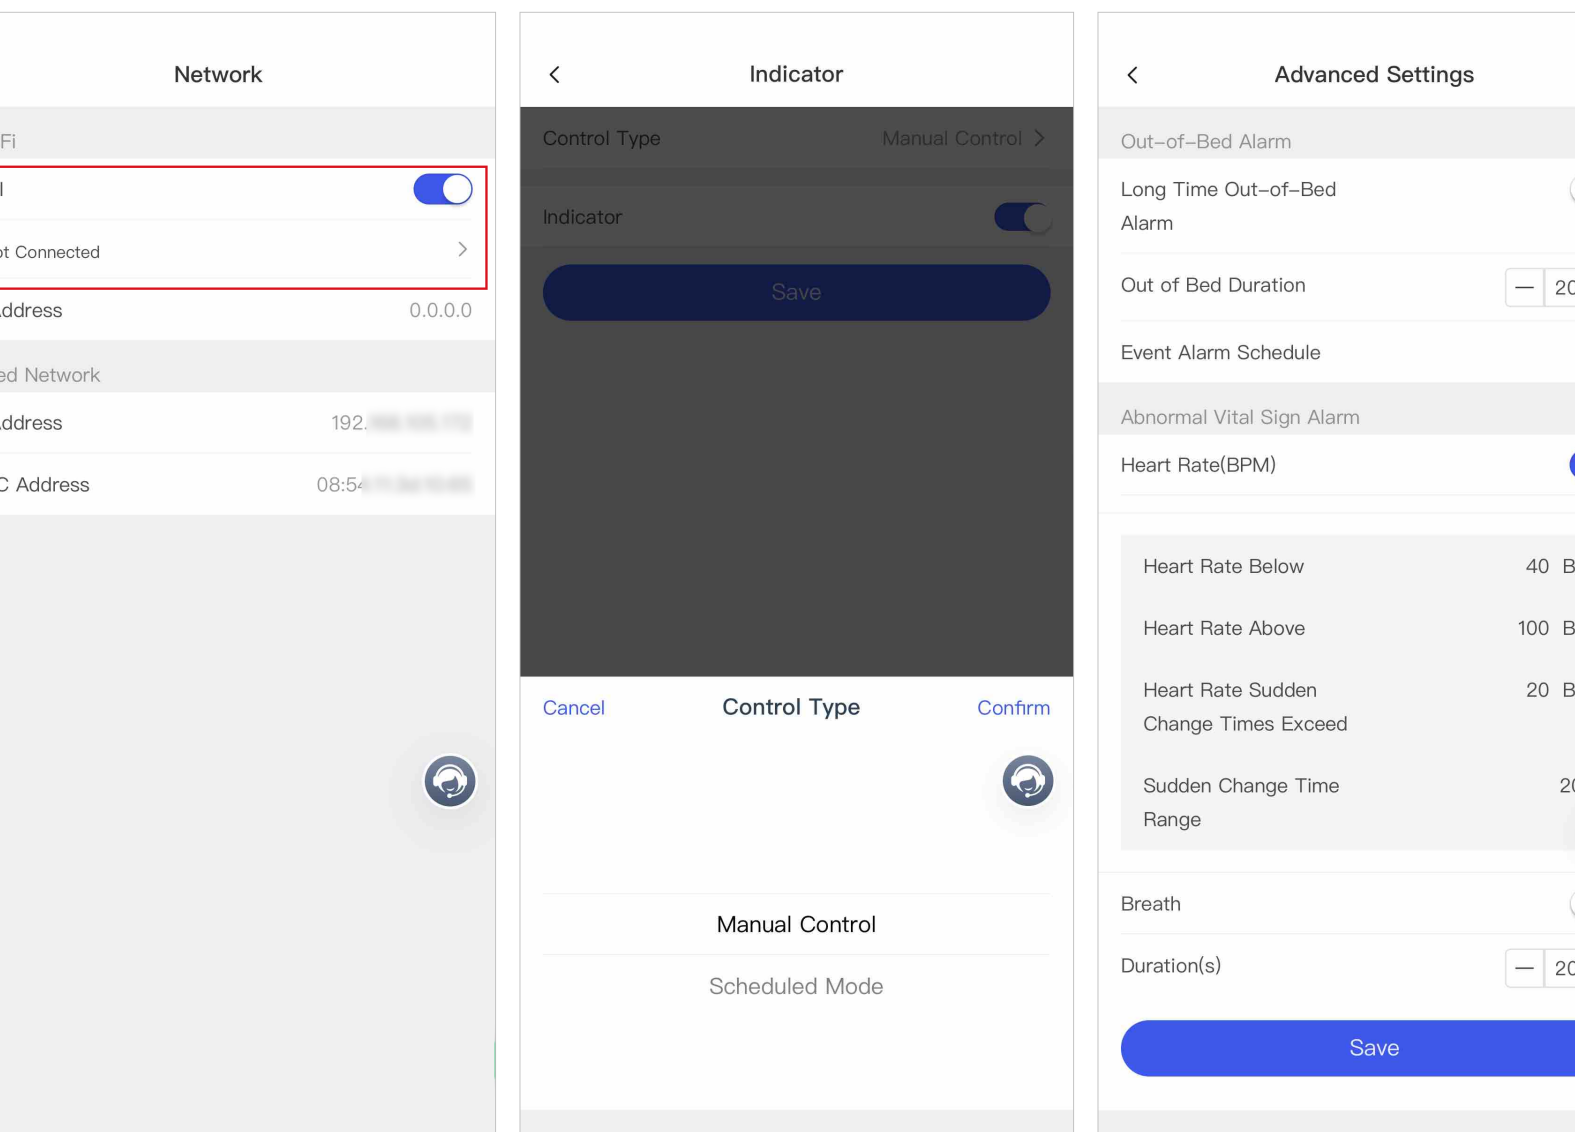 Network
Fi
Connected
0.0.0.0
Network
192.
Address
08:5
Indicator
Control Type
Manual Control
Indicator
Save
Cancel
Control Type
Confirm
Manual Control
Scheduled Mode
Advanced Settings
Out-of-Bed Alarm
Long Time Out-of-Bed
Alarm
Out of Bed Duration
20
Event Alarm Schedule
Abnormal Vital Sign Alarm
Heart Rate(BPM)
Heart Rate Below
40 B
Heart Rate Above
100 B
Heart Rate Sudden
20 B
Change Times Exceed
Sudden Change Time
Range
Breath
Duration(s)
20
Save